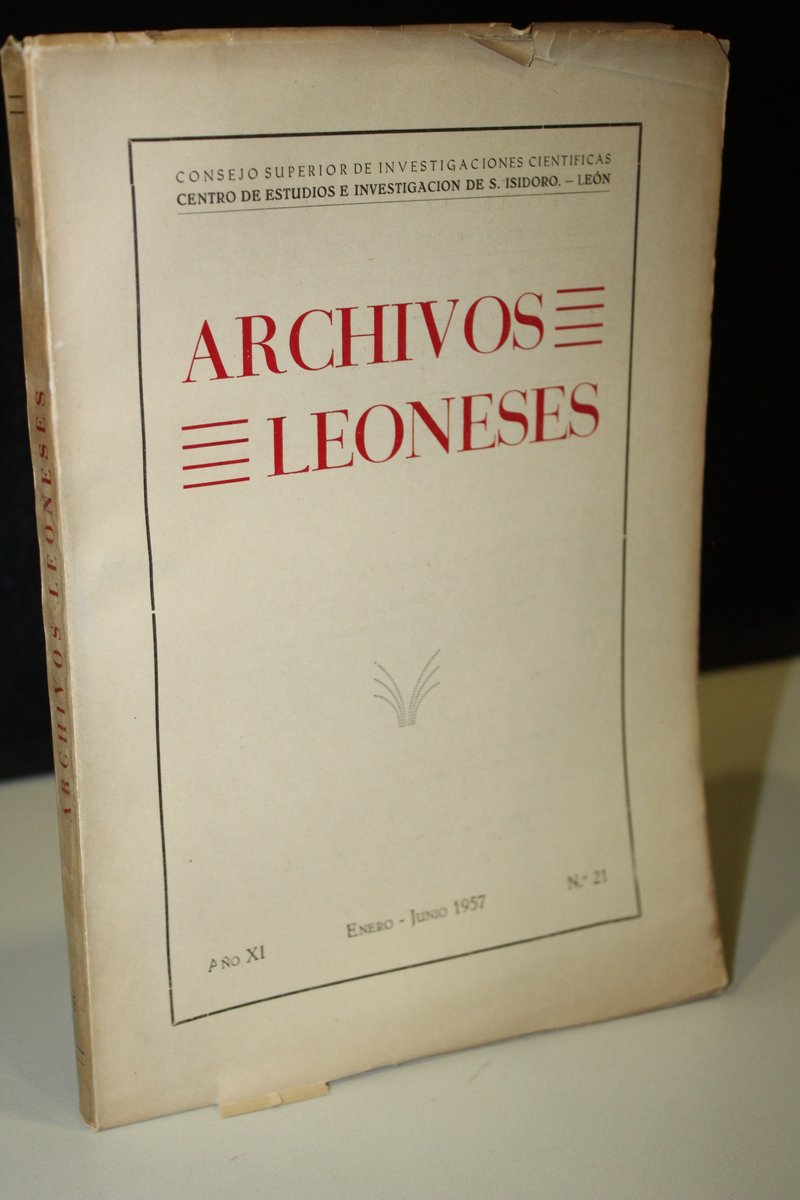 CONSEJO SUPERIOR DE INVESTIGACIONES CIENTIFICAS
CENTRO DE ESTUDIOS E INVESTIGACION DE S. ISIDORO. – LEÓN
ARCHIVOS
LEONESES
AÑO XI
ENERO - JUNIO 1957
N.º 21
ARCHIVOS LEONESES